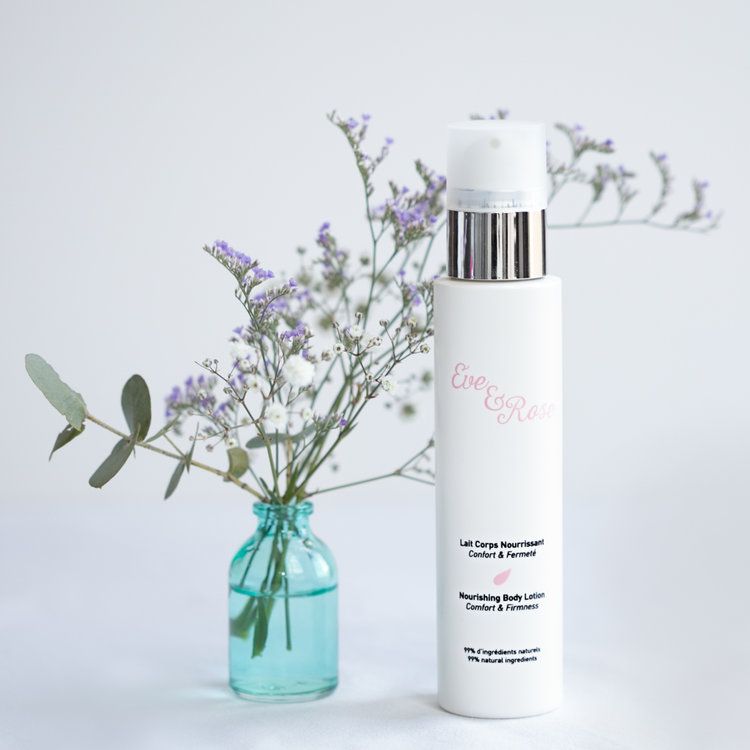 Eve
&Rose
Lait Corps Nourrissant
Confort & Fermeté
Nourishing Body Lotion
Comfort & Firmness
99% d'ingrédients naturels
99% natural ingredients